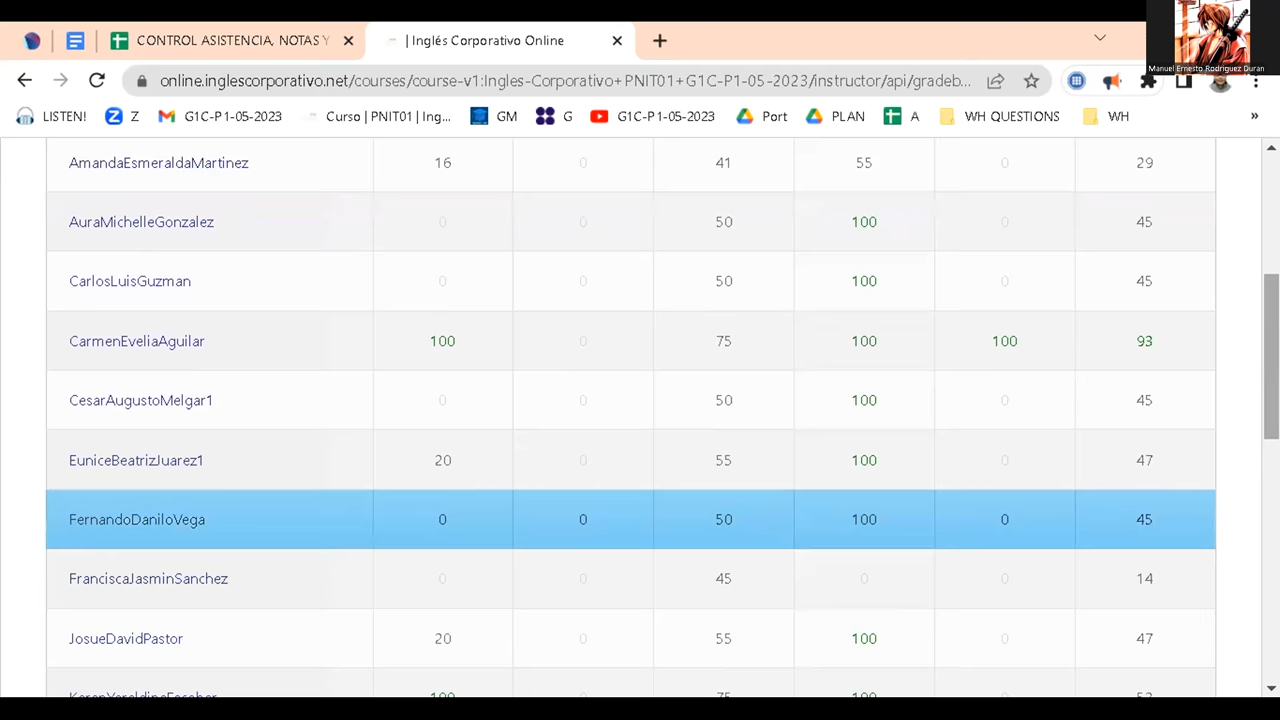 CONTROL ASISTENCIA, NOTAS Y
| Inglés Corporativo Online
Manuel Ernesto Rodriguez Duran
online.inglescorporativo.net/courses/course-v1:Ingles-Corporativo+PNIT01+G1C-P1-05-2023/instructor/api/gradeb...
LISTEN! Z G1C-P1-05-2023 Curso | PNIT01 | Ing... GM G G1C-P1-05-2023 Port PLAN A WH QUESTIONS WH »
AmandaEsmeraldaMartinez 16 0 41 55 0 29
AuraMichelleGonzalez 0 0 50 100 0 45
CarlosLuisGuzman 0 0 50 100 0 45
CarmenEveliaAguilar 100 0 75 100 100 93
CesarAugustoMelgar1 0 0 50 100 0 45
EuniceBeatrizJuarez1 20 0 55 100 0 47
FernandoDaniloVega 0 0 50 100 0 45
FranciscaJasminSanchez 0 0 45 0 0 14
JosueDavidPastor 20 0 55 100 0 47